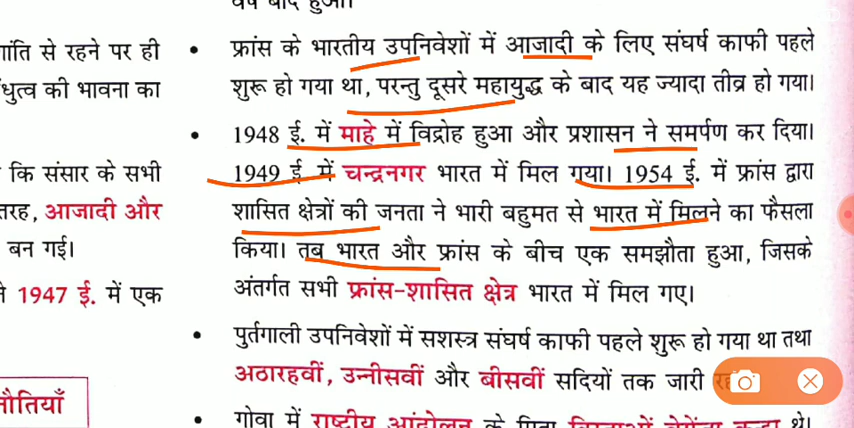 वर्ष बाद हुआ।
गांति से रहने पर ही
धुत्व की भावना का
कि संसार के सभी
तरह, आजादी और
बन गई।
1947 ई. में एक
नौतियाँ
• फ्रांस के भारतीय उपनिवेशों में आजादी के लिए संघर्ष काफी पहले
शुरू हो गया था, परन्तु दूसरे महायुद्ध के बाद यह ज्यादा तीव्र हो गया।
• 1948 ई. में माहे में विद्रोह हुआ और प्रशासन ने समर्पण कर दिया।
1949 ई में चन्द्रनगर भारत में मिल गया। 1954 ई. में फ्रांस द्वारा
शासित क्षेत्रों की जनता ने भारी बहुमत से भारत में मिलने का फैसला
किया। तब भारत और फ्रांस के बीच एक समझौता हुआ, जिसके
अंतर्गत सभी फ्रांस-शासित क्षेत्र भारत में मिल गए।
• पुर्तगाली उपनिवेशों में सशस्त्र संघर्ष काफी पहले शुरू हो गया था तथा
अठारहवीं, उन्नीसवीं और बीसवीं सदियों तक जारी
• गोवा में राष्ट्रीय आंदोलन के पिता